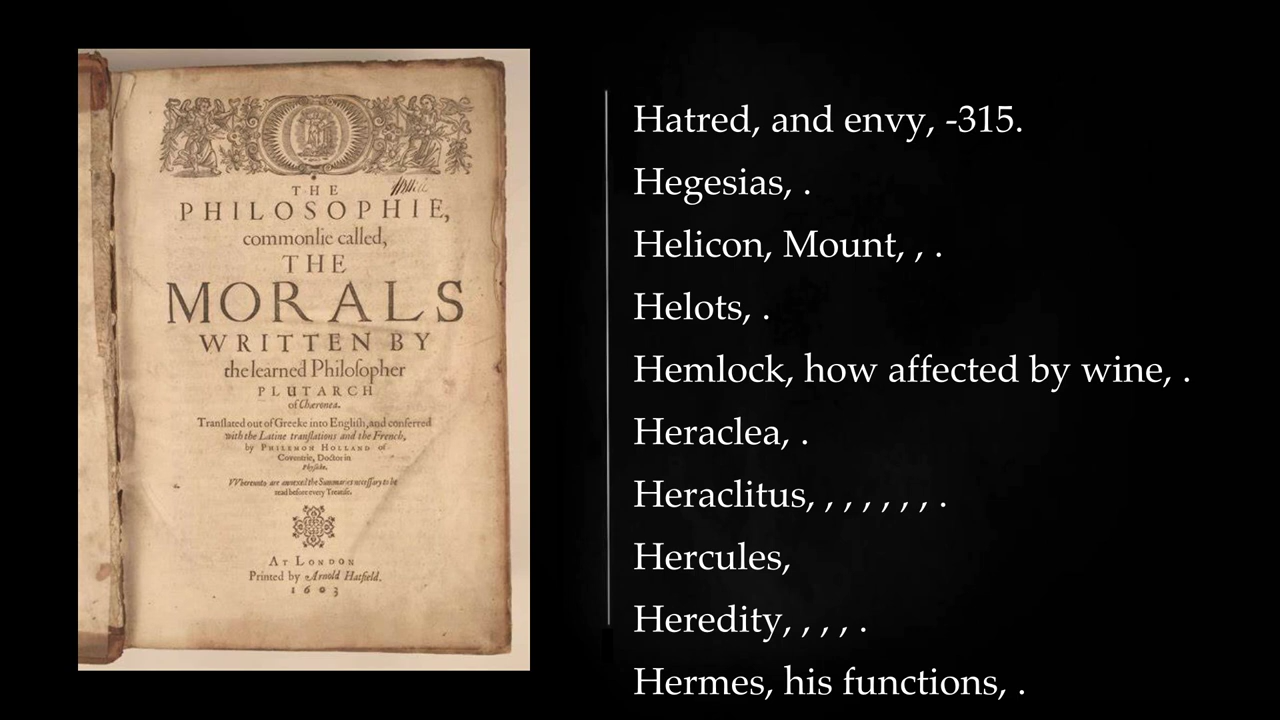 THE
PHILOSOPHIE,
commonlie called,
THE
MORALS
WRITTEN BY
the learned Philosopher
PLUTARCH
of Chæronea.
Tranſlated out of Greeke into Engliſh, and conferred
with the Latine tranſlations and the French,
by PHILEMON HOLLAND of
Coventrie, Doctor in
Phyſicke.
VVhereunto are annexed the Summaries neceſſary to be
read before every Treatiſe.
AT LONDON
Printed by Arnold Hatfield.
1603
Hatred, and envy, -315.
Hegesias, .
Helicon, Mount, , .
Helots, .
Hemlock, how affected by wine, .
Heraclea, .
Heraclitus, , , , , , , .
Hercules,
Heredity, , , , .
Hermes, his functions, .